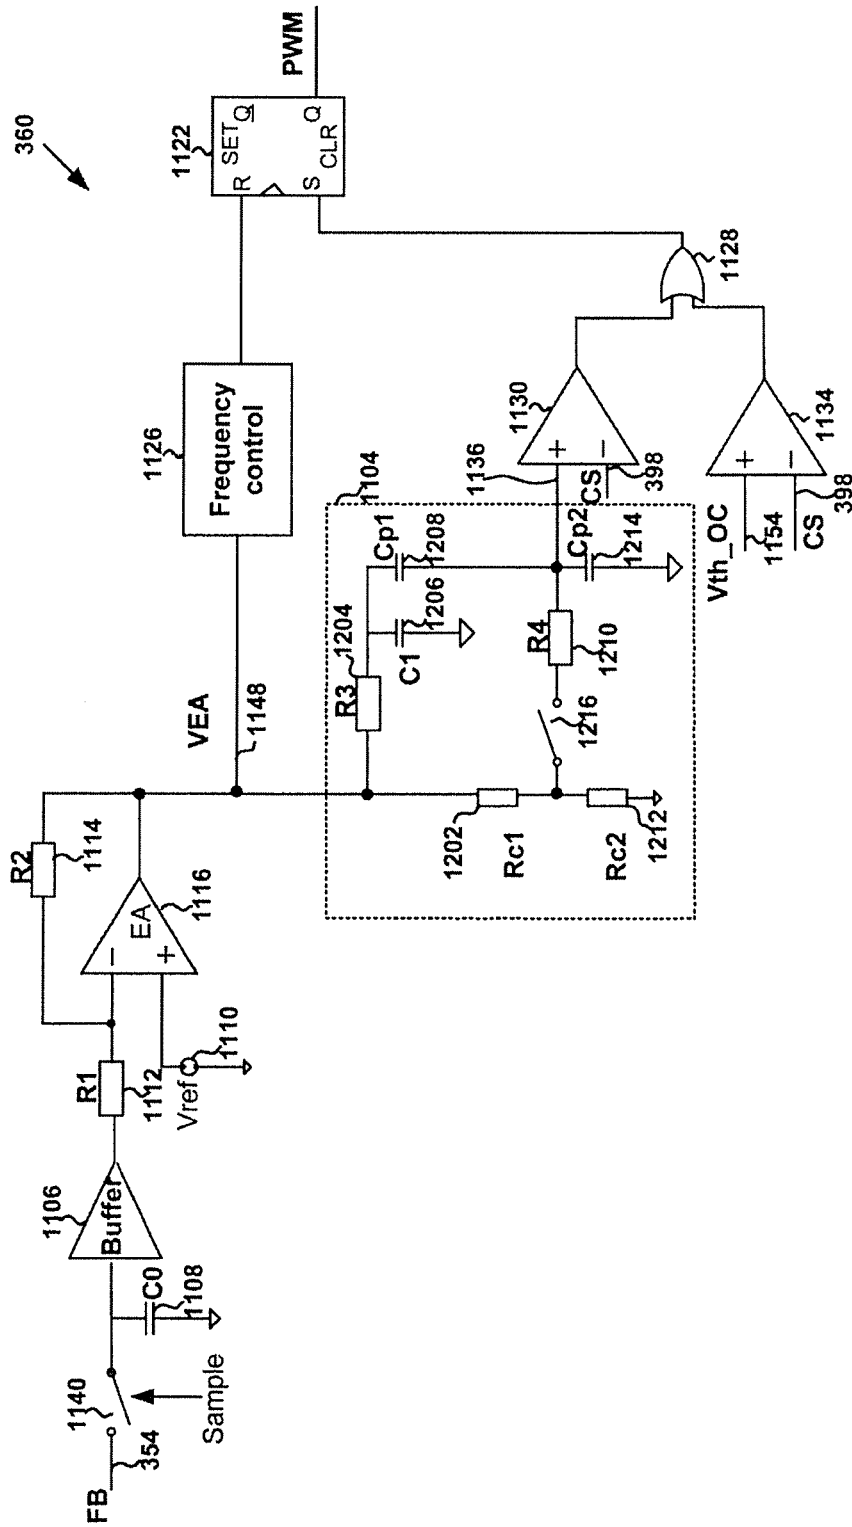 360
FB
354
1140
Sample
C0
1108
1106
Buffer
R1
1112
Vref
1110
R2
1114
EA
−
+
1116
VEA
1148
1126
Frequency
control
1122
R
SET
Q
S
CLR
Q
PWM
1104
1202
Rc1
Rc2
1212
R3
1204
C1
1206
Cp1
1208
1216
R4
1210
Cp2
1214
1136
1130
+
−
CS
398
1128
Vth_OC
1154
CS
398
+
−
1134